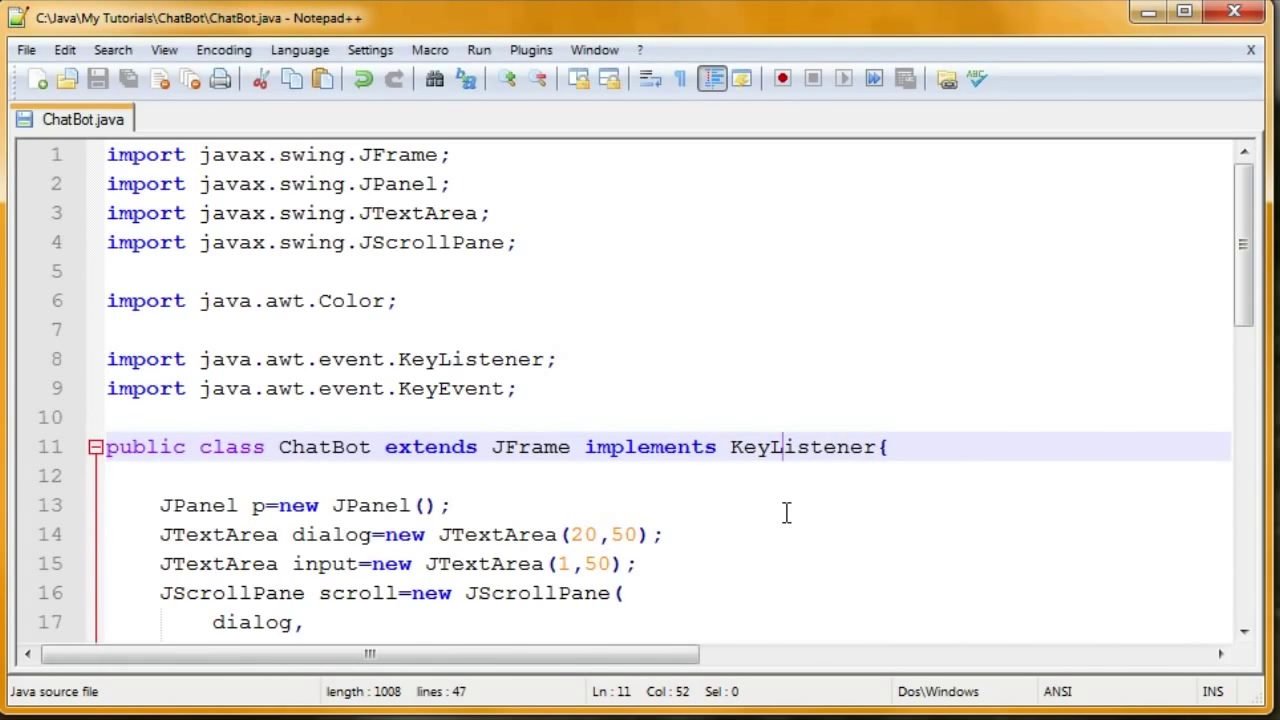 C:\Java\My Tutorials\ChatBot\ChatBot.java - Notepad++
File Edit Search View Encoding Language Settings Macro Run Plugins Window ? X
ABC
ChatBot.java
1 import javax.swing.JFrame;
2 import javax.swing.JPanel;
3 import javax.swing.JTextArea;
4 import javax.swing.JScrollPane;
5
6 import java.awt.Color;
7
8 import java.awt.event.KeyListener;
9 import java.awt.event.KeyEvent;
10
11 public class ChatBot extends JFrame implements KeyListener{
12
13 JPanel p=new JPanel();
14 JTextArea dialog=new JTextArea(20,50);
15 JTextArea input=new JTextArea(1,50);
16 JScrollPane scroll=new JScrollPane(
17 dialog,
Java source file length : 1008 lines : 47 Ln : 11 Col : 52 Sel : 0 Dos\Windows ANSI INS